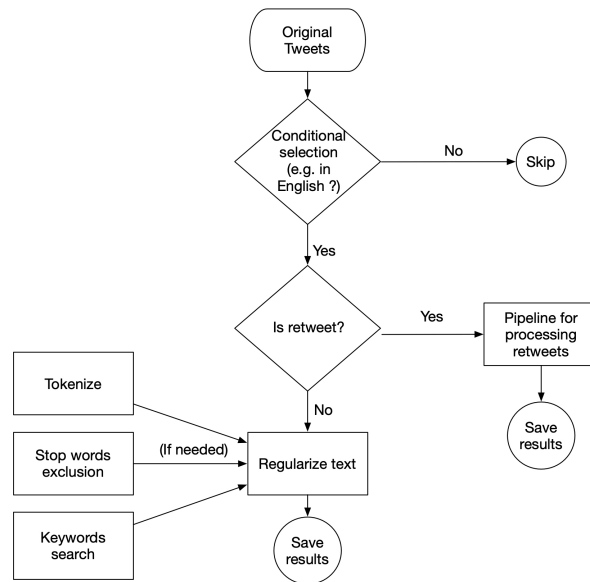 Original
Tweets
Conditional
selection
(e.g. in
English ?)
No
Skip
Yes
Is retweet?
Yes
Pipeline for
processing
retweets
Tokenize
No
Save
results
Stop words
exclusion
(If needed)
Regularize text
Keywords
search
Save
results